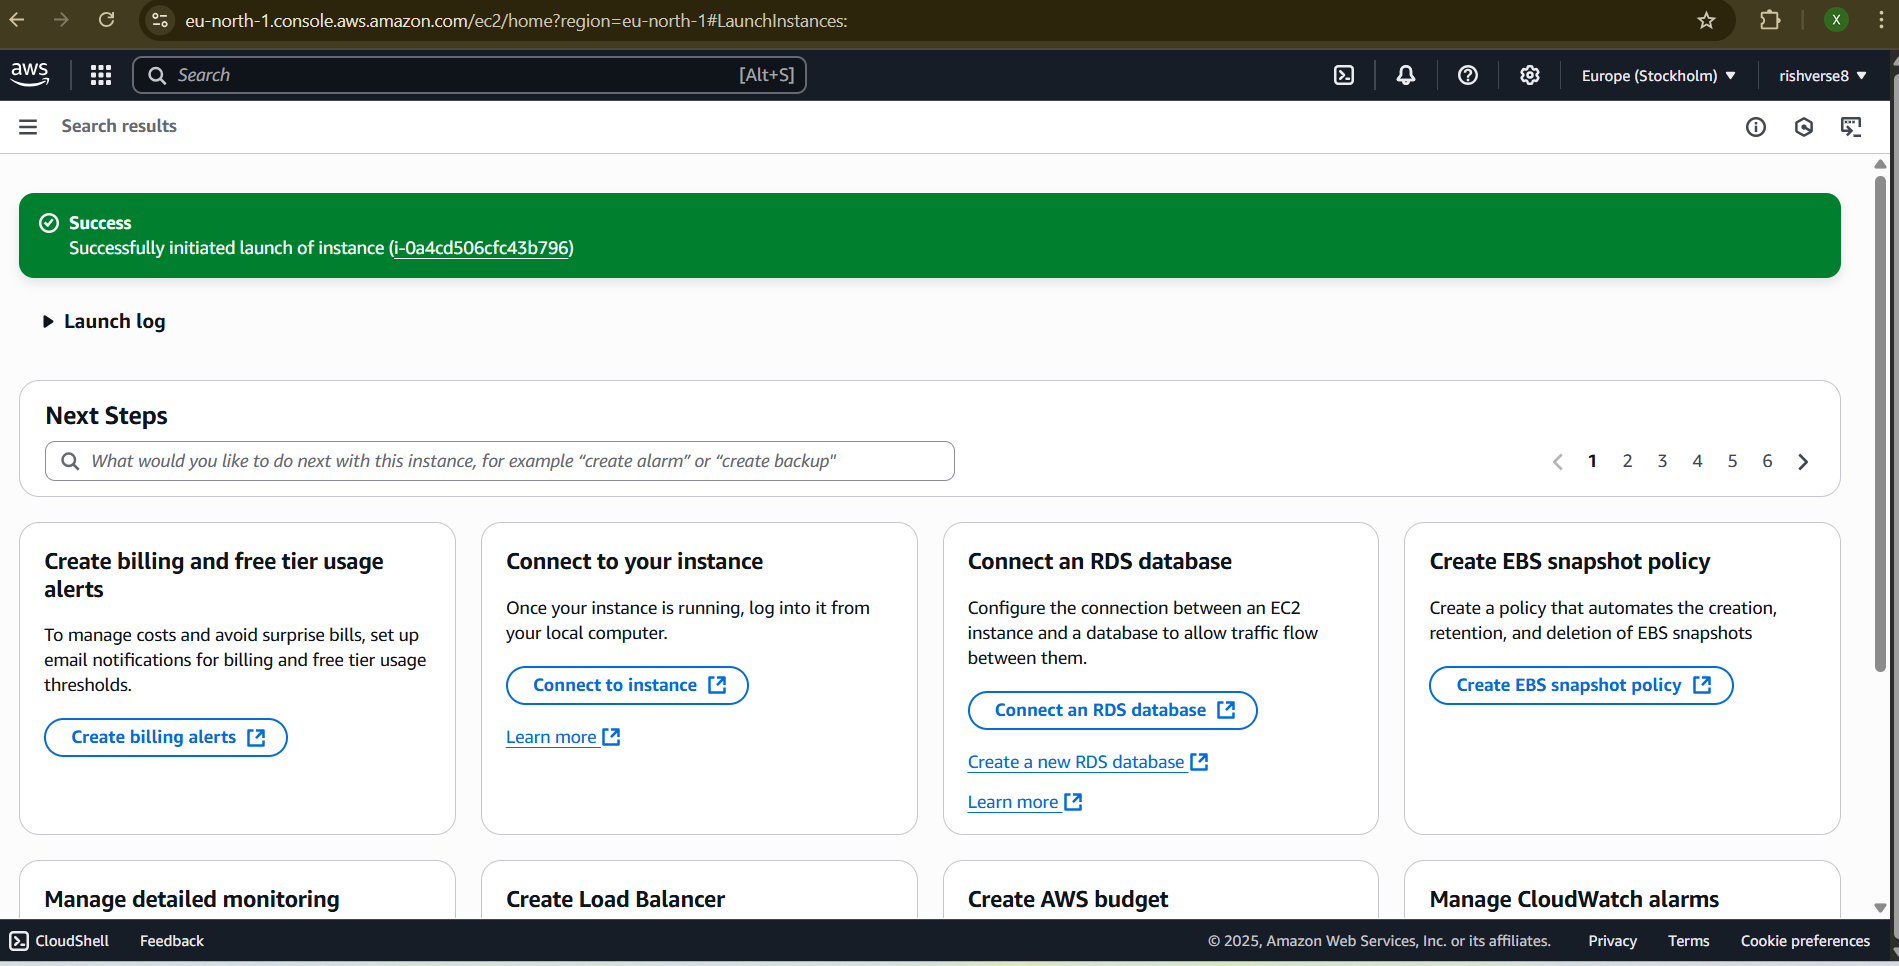 eu-north-1.console.aws.amazon.com/ec2/home?region=eu-north-1#LaunchInstances:
X
aws
Search
[Alt+S]
Europe (Stockholm)
rishverse8
Search results
Success
Successfully initiated launch of instance (i-0a4cd506cfc43b796)
Launch log
Next Steps
What would you like to do next with this instance, for example “create alarm” or “create backup"
1 2 3 4 5 6
Create billing and free tier usage
alerts
To manage costs and avoid surprise bills, set up
email notifications for billing and free tier usage
thresholds.
Create billing alerts
Connect to your instance
Once your instance is running, log into it from
your local computer.
Connect to instance
Learn more
Connect an RDS database
Configure the connection between an EC2
instance and a database to allow traffic flow
between them.
Connect an RDS database
Create a new RDS database
Learn more
Create EBS snapshot policy
Create a policy that automates the creation,
retention, and deletion of EBS snapshots
Create EBS snapshot policy
Manage detailed monitoring
Create Load Balancer
Create AWS budget
Manage CloudWatch alarms
CloudShell
Feedback
© 2025, Amazon Web Services, Inc. or its affiliates.
Privacy
Terms
Cookie preferences